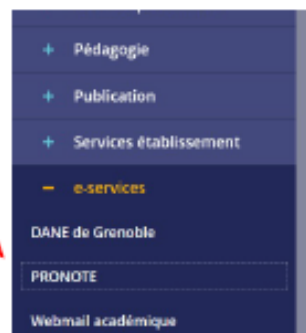 + Pédagogie
+ Publication
+ Services établissement
− e-services
DANE de Grenoble
PRONOTE
Webmail académique